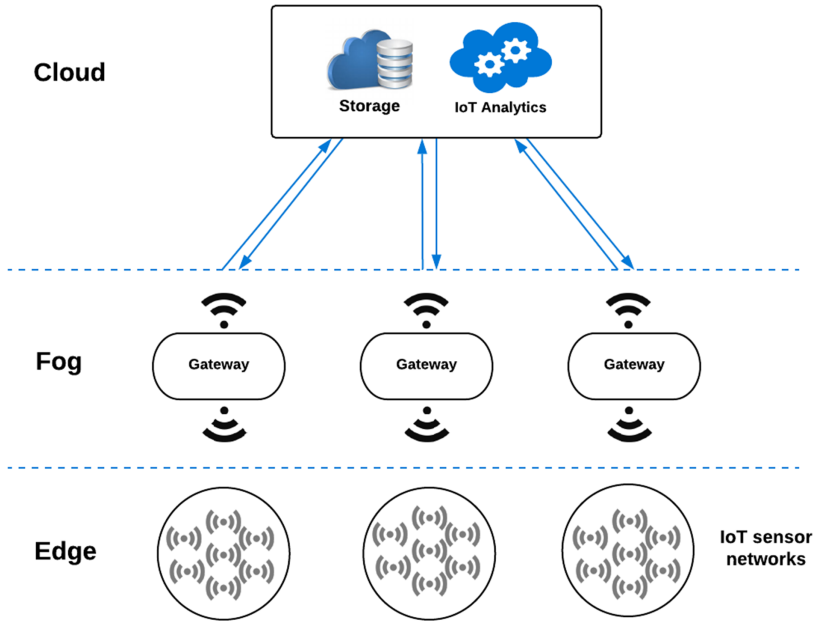 Cloud
Storage
IoT Analytics
Fog
Gateway
Gateway
Gateway
Edge
IoT sensor
networks